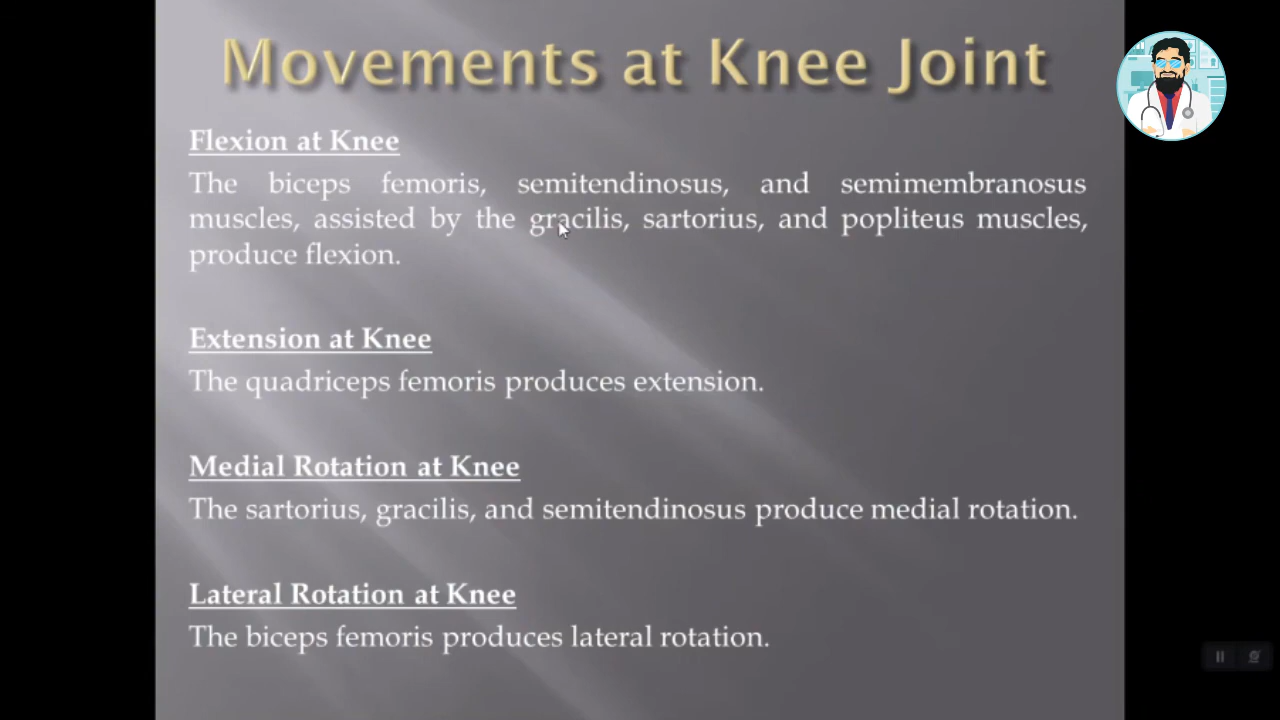 Movements at Knee Joint
Flexion at Knee
The biceps femoris, semitendinosus, and semimembranosus
muscles, assisted by the gracilis, sartorius, and popliteus muscles,
produce flexion.
Extension at Knee
The quadriceps femoris produces extension.
Medial Rotation at Knee
The sartorius, gracilis, and semitendinosus produce medial rotation.
Lateral Rotation at Knee
The biceps femoris produces lateral rotation.